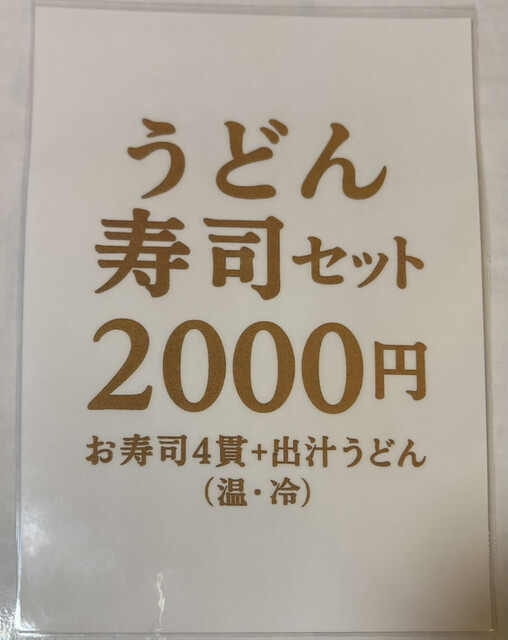 うどん
寿司セット
2000円
お寿司4貫+出汁うどん
(温・冷)